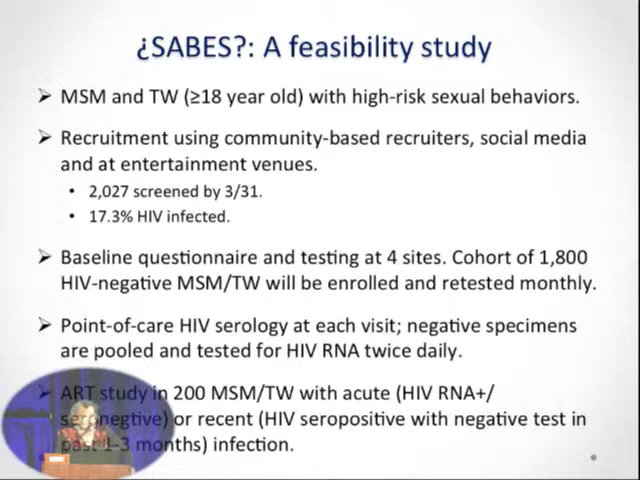 ¿SABES?: A feasibility study
➢ MSM and TW (≥18 year old) with high-risk sexual behaviors.
➢ Recruitment using community-based recruiters, social media
and at entertainment venues.
• 2,027 screened by 3/31.
• 17.3% HIV infected.
➢ Baseline questionnaire and testing at 4 sites. Cohort of 1,800
HIV-negative MSM/TW will be enrolled and retested monthly.
➢ Point-of-care HIV serology at each visit; negative specimens
are pooled and tested for HIV RNA twice daily.
➢ ART study in 200 MSM/TW with acute (HIV RNA+/
seronegtive) or recent (HIV seropositive with negative test in
past 1-3 months) infection.